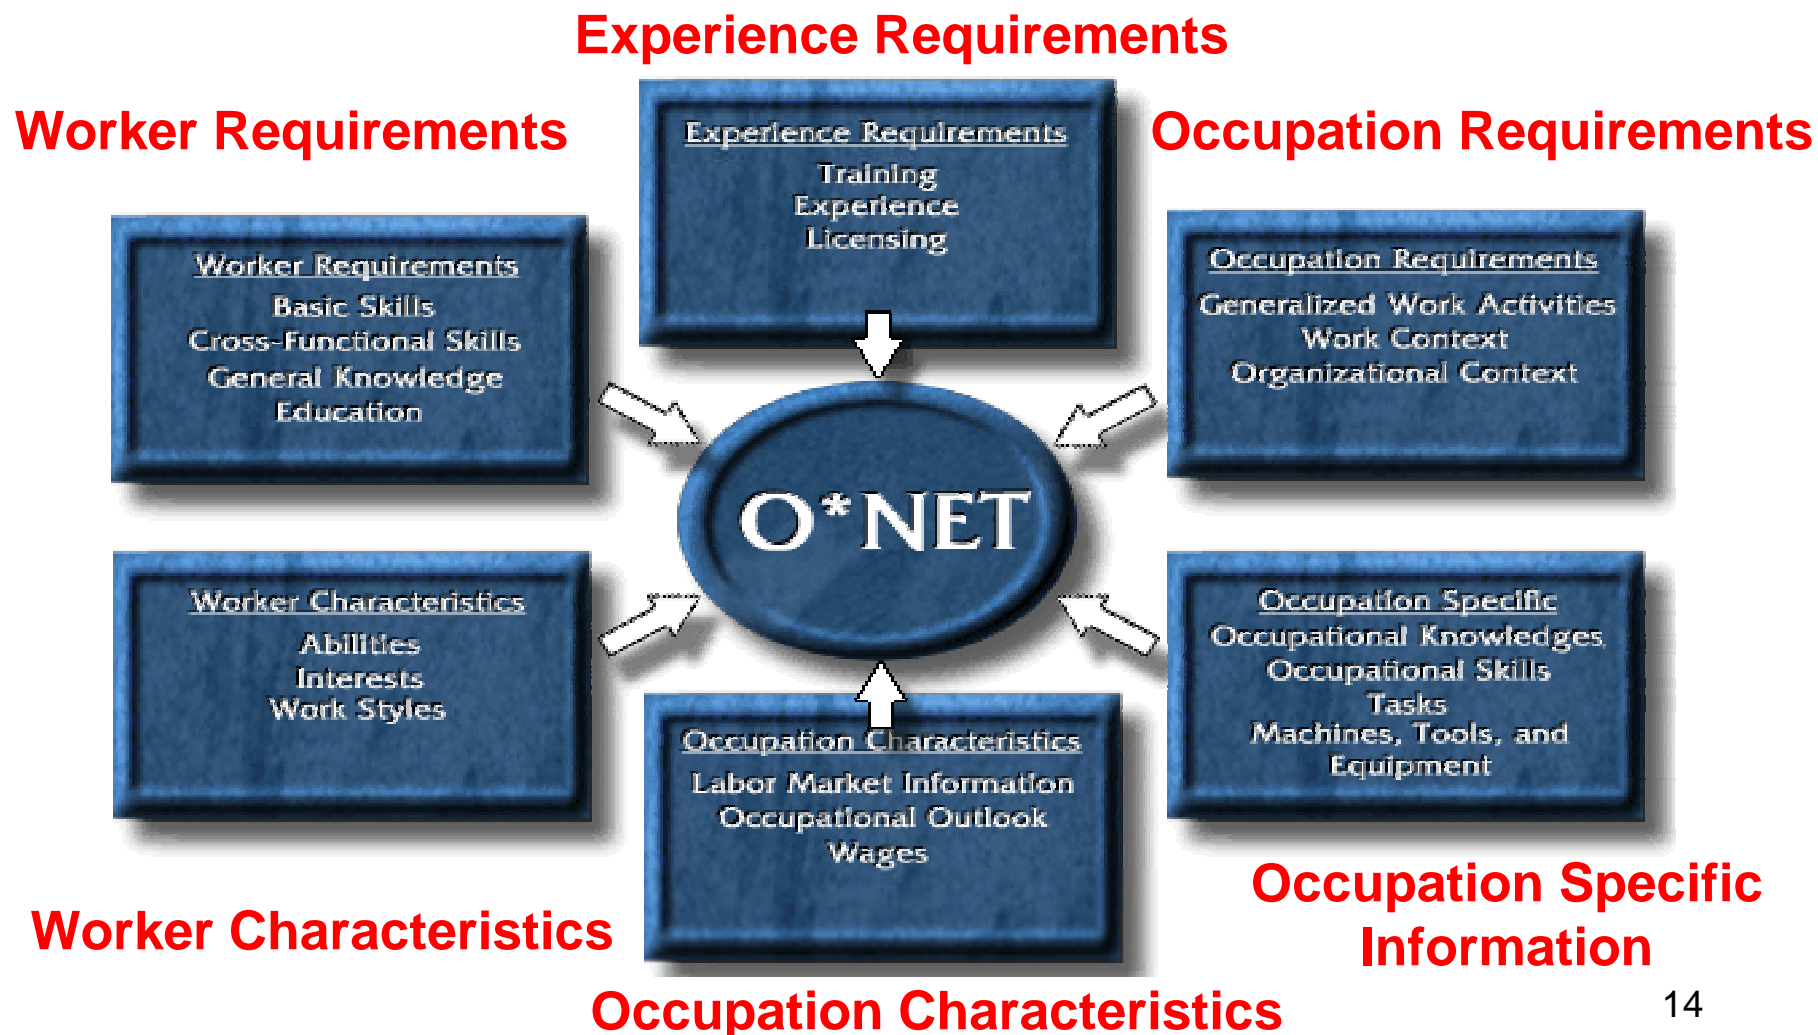 Experience Requirements
Worker Requirements
Occupation Requirements
Experience Requirements
Training
Experience
Licensing
Worker Requirements
Basic Skills
Cross-Functional Skills
General Knowledge
Education
Occupation Requirements
Generalized Work Activities
Work Context
Organizational Context
O*NET
Worker Characteristics
Abilities
Interests
Work Styles
Occupation Specific
Occupational Knowledges,
Occupational Skills
Tasks
Machines, Tools, and
Equipment
Occupation Characteristics
Labor Market Information
Occupational Outlook
Wages
Worker Characteristics
Occupation Specific
Information
Occupation Characteristics
14